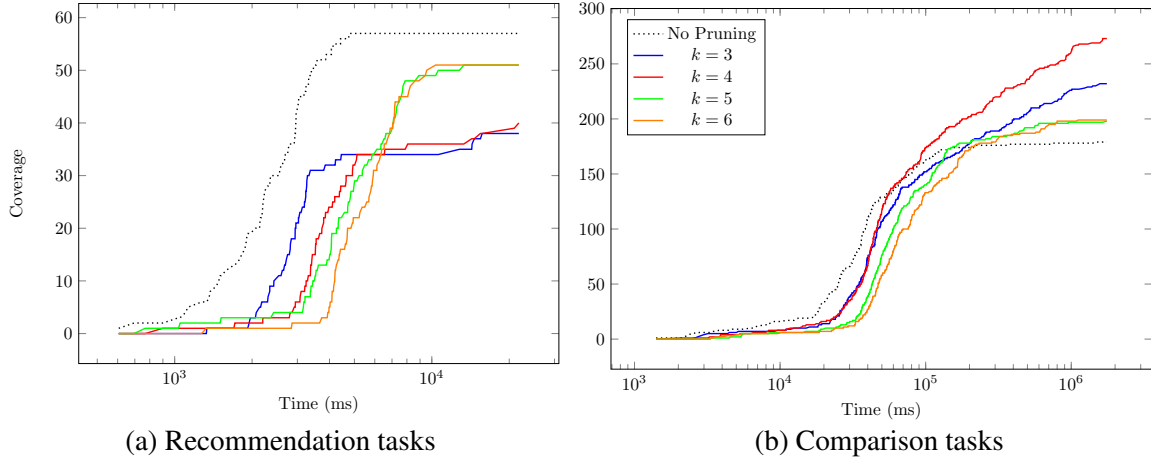 60
50
40
30
20
10
0
Coverage
10^3
10^4
Time (ms)
(a) Recommendation tasks
300
250
200
150
100
50
0
No Pruning
k = 3
k = 4
k = 5
k = 6
10^3
10^4
10^5
10^6
Time (ms)
(b) Comparison tasks